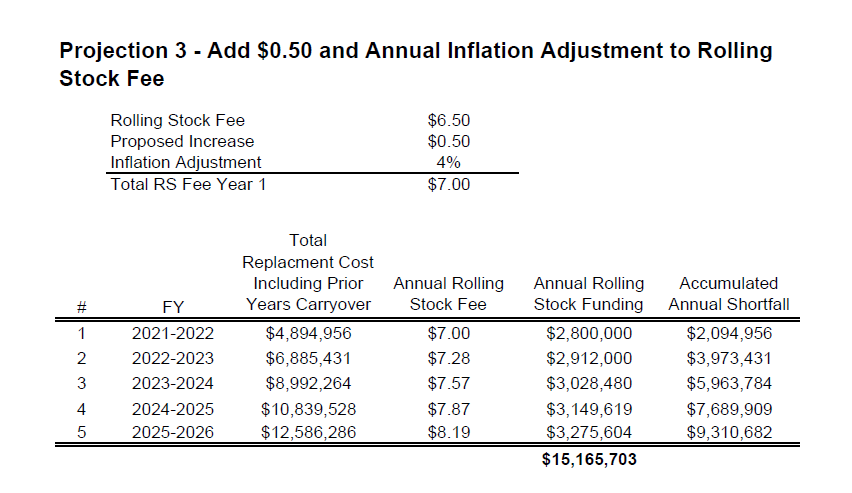 Projection 3 - Add $0.50 and Annual Inflation Adjustment to Rolling
Stock Fee
Rolling Stock Fee $6.50
Proposed Increase $0.50
Inflation Adjustment 4%
Total RS Fee Year 1 $7.00
Total
Replacment Cost
Including Prior Annual Rolling Annual Rolling Accumulated
# FY Years Carryover Stock Fee Stock Funding Annual Shortfall
1 2021-2022 $4,894,956 $7.00 $2,800,000 $2,094,956
2 2022-2023 $6,885,431 $7.28 $2,912,000 $3,973,431
3 2023-2024 $8,992,264 $7.57 $3,028,480 $5,963,784
4 2024-2025 $10,839,528 $7.87 $3,149,619 $7,689,909
5 2025-2026 $12,586,286 $8.19 $3,275,604 $9,310,682
$15,165,703